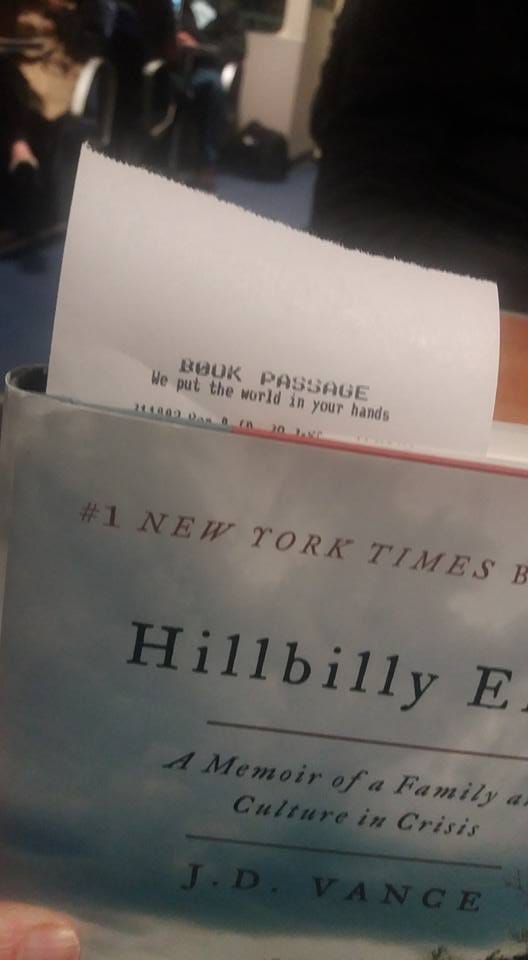 BOOK PASSAGE
We put the world in your hands
#1 NEW YORK TIMES B
Hillbilly E
A Memoir of a Family a
Culture in Crisis
J.D. VANCE